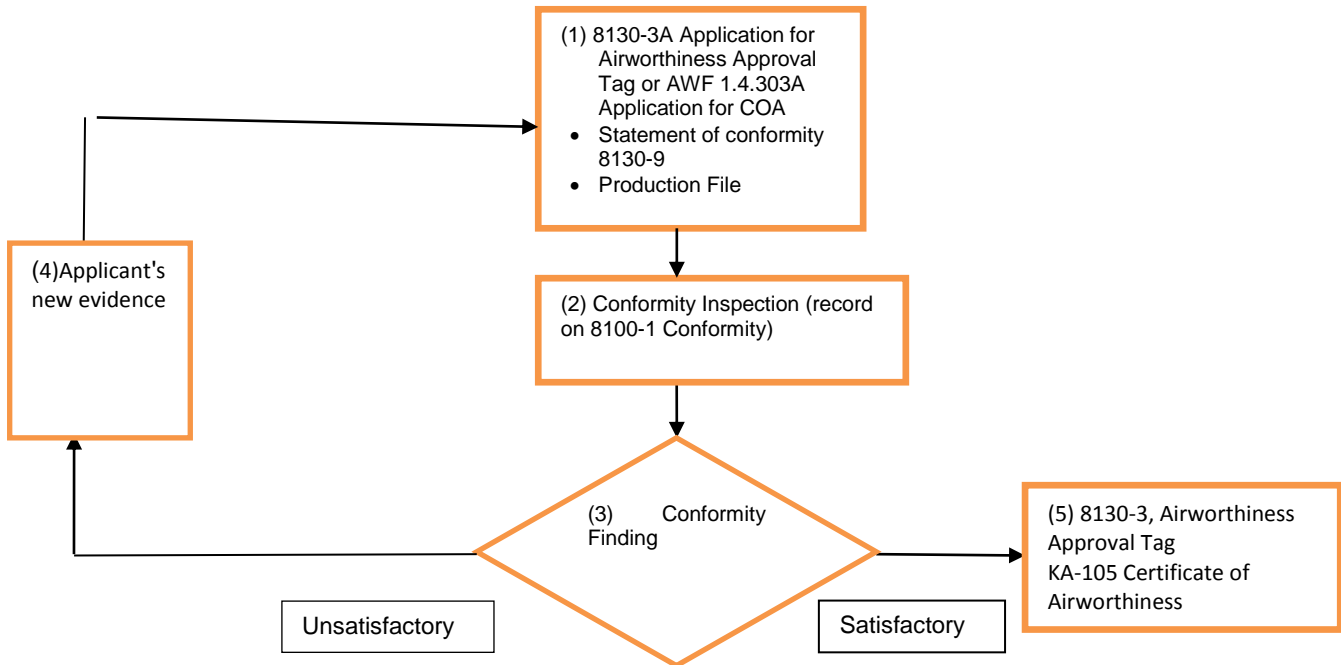 (1) 8130-3A Application for
Airworthiness Approval
Tag or AWF 1.4.303A
Application for COA
• Statement of conformity
8130-9
• Production File
(4)Applicant's
new evidence
(2) Conformity Inspection (record
on 8100-1 Conformity)
(3) Conformity
Finding
(5) 8130-3, Airworthiness
Approval Tag
KA-105 Certificate of
Airworthiness
Unsatisfactory
Satisfactory